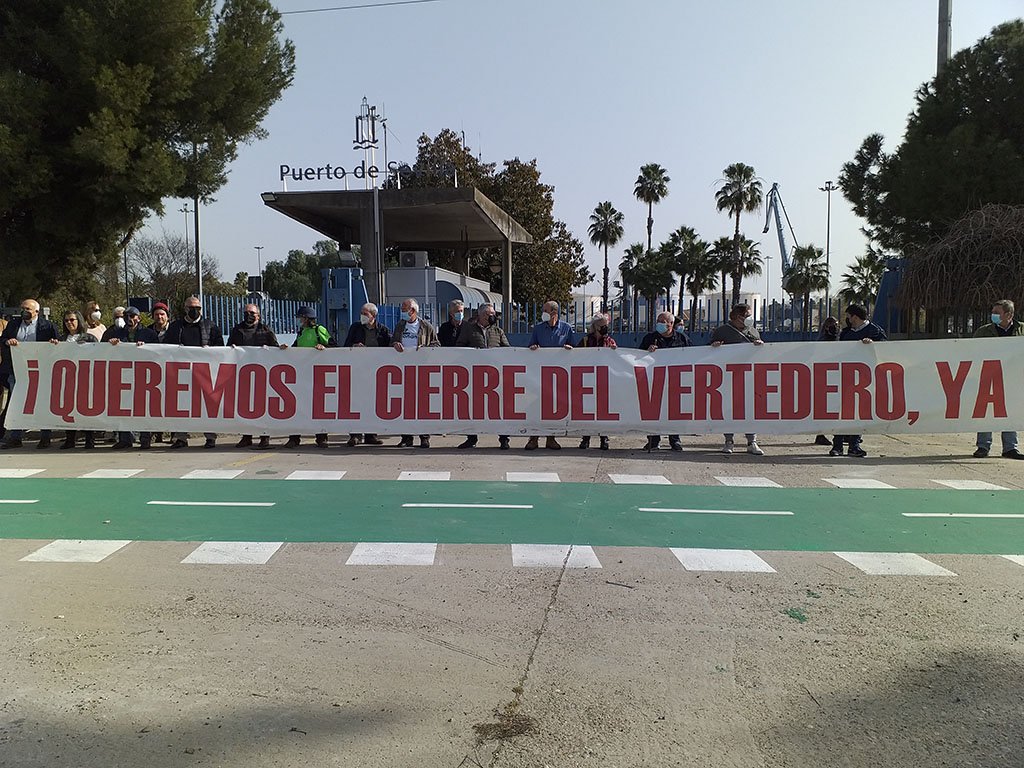 Puerto de
¡ QUEREMOS EL CIERRE DEL VERTEDERO, YA